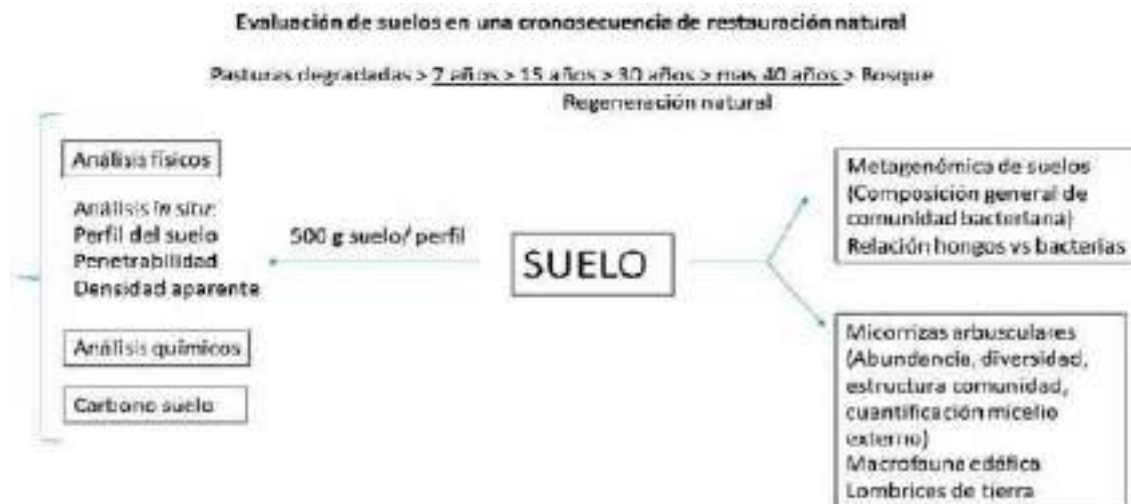 Evaluación de suelos en una cronosecuencia de restauración natural
Pasturas degradadas > 7 años > 15 años > 30 años > mas 40 años > Bosque
Regeneración natural
Análisis físicos
Análisis in situ:
Perfil del suelo
Penetrabilidad
Densidad aparente
Análisis químicos
Carbono suelo
500 g suelo/ perfil
SUELO
Metagenómica de suelos
(Composición general de
comunidad bacteriana)
Relación hongos vs bacterias
Micorrizas arbusculares
(Abundancia, diversidad,
estructura comunidad,
cuantificación micelio
externo)
Macrofauna edáfica
Lombrices de tierra